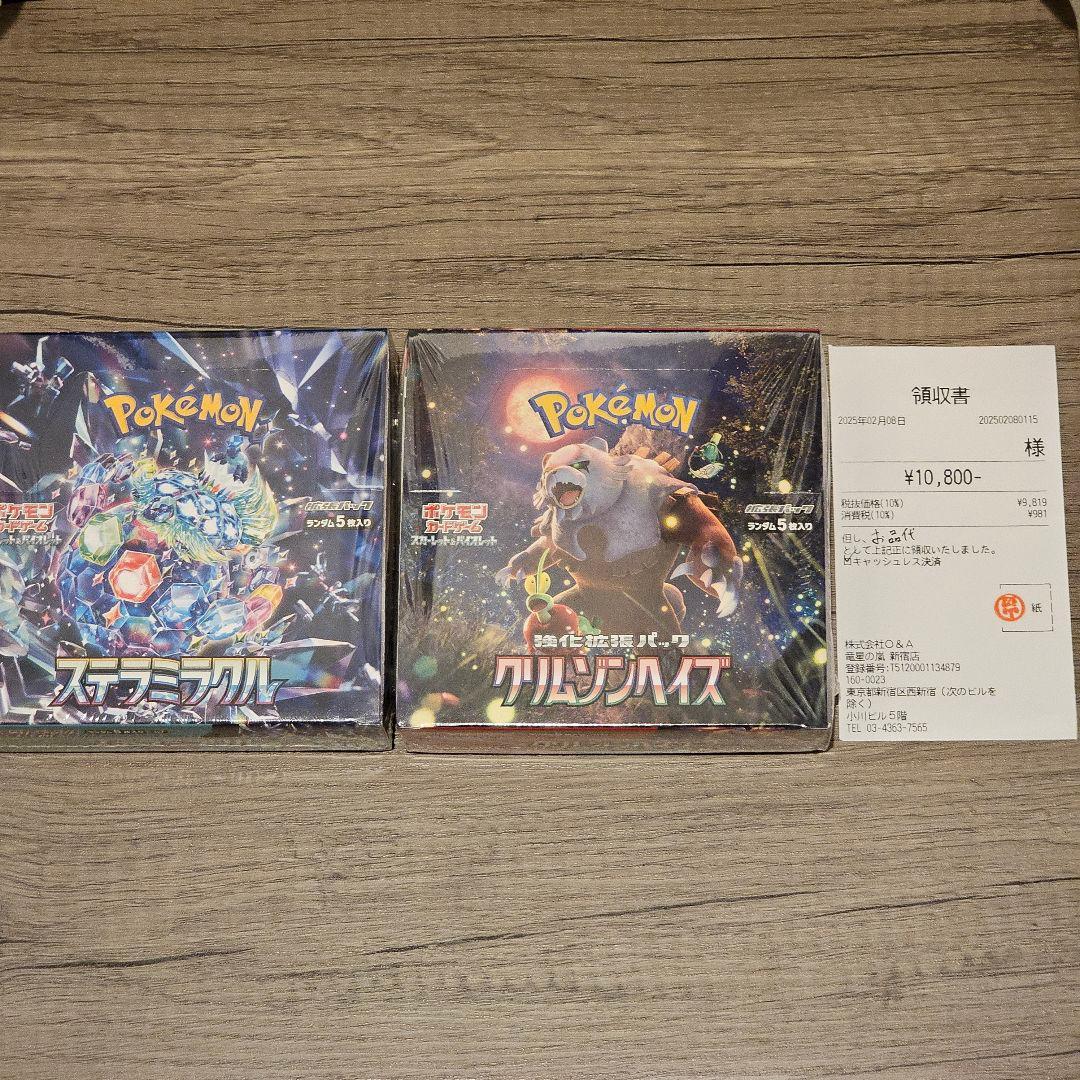 POKéMON
ポケモン
カードゲーム
スカーレット&バイオレット
拡張パック
ランダム5枚入り
ステラミラクル
POKéMON
ポケモン
カードゲーム
スカーレット&バイオレット
拡張パック
ランダム5枚入り
強化拡張パック
クリムゾンヘイズ
領収書
2025年02月08日 202502080115
様
¥10,800-
税抜価格(10%) ¥9,819
消費税(10%) ¥981
但し、お品代
として上記正に領収いたしました。
キャッシュレス決済
紙
株式会社O&A
竜星の嵐 新宿店
登録番号:T5120001134879
160-0023
東京都新宿区西新宿(次のビルを
除く)
小川ビル5階
TEL 03-4363-7565